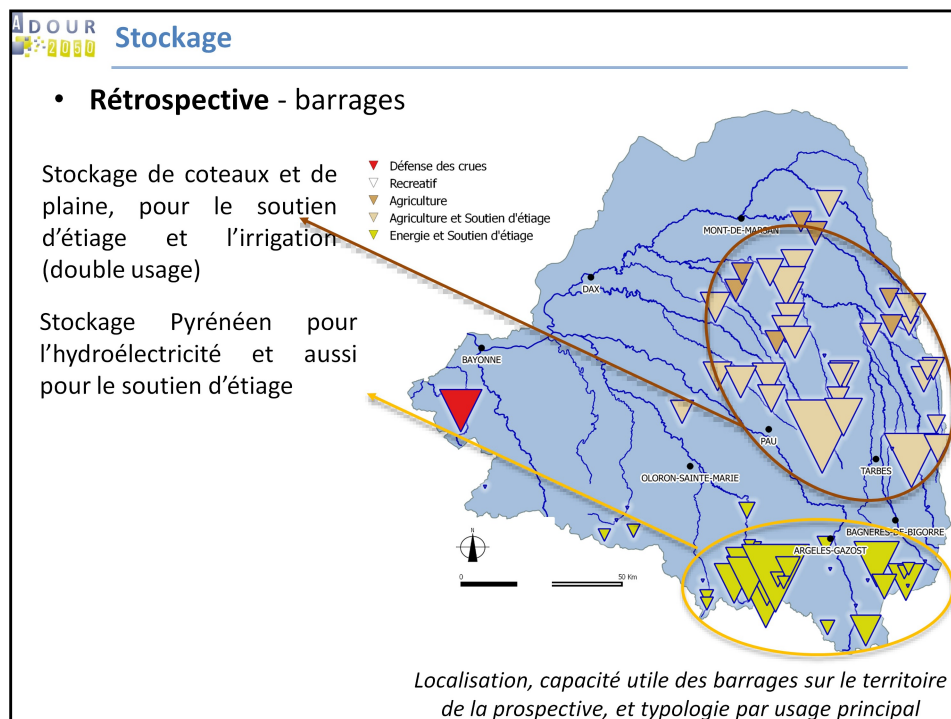 ADOUR
2050
Stockage
• Rétrospective - barrages
Stockage de coteaux et de
plaine, pour le soutien
d'étiage et l'irrigation
(double usage)
Stockage Pyrénéen pour
l'hydroélectricité et aussi
pour le soutien d'étiage
Défense des crues
Recreatif
Agriculture
Agriculture et Soutien d'étiage
Energie et Soutien d'étiage
MONT-DE-MARSAN
DAX
BAYONNE
PAU
TARBES
OLORON-SAINTE-MARIE
BAGNERES-DE-BIGORRE
ARGELES-GAZOST
N
0
50 Km
Localisation, capacité utile des barrages sur le territoire
de la prospective, et typologie par usage principal